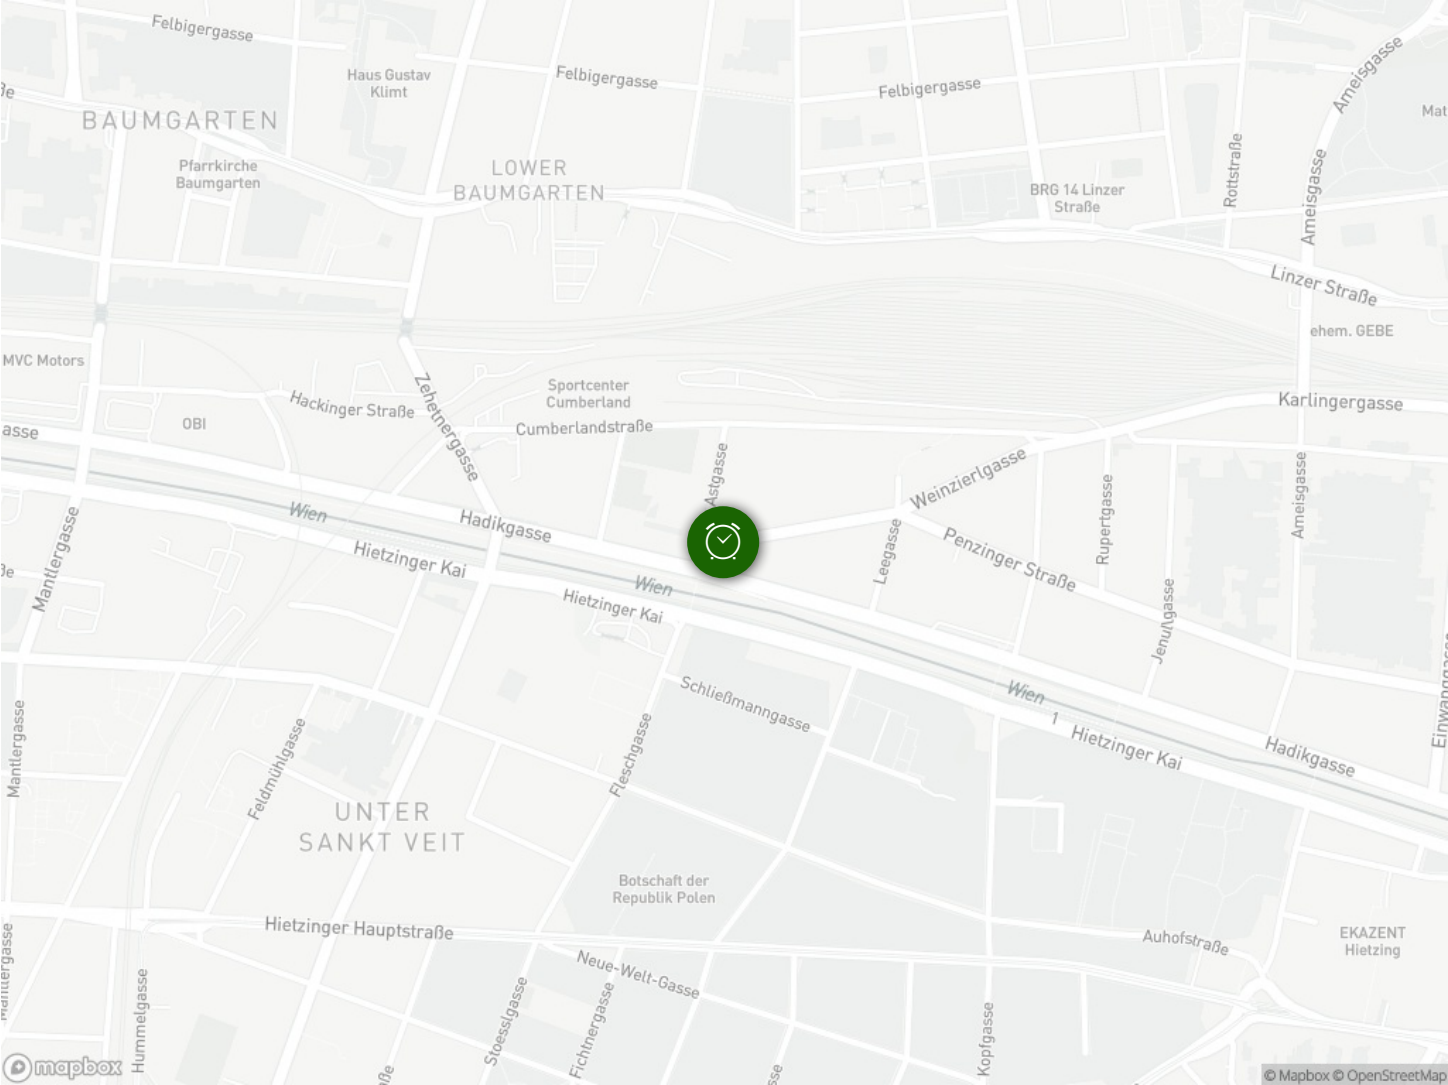 Felbigergasse
Haus Gustav
Klimt
Felbigergasse
Felbigergasse
Ameisgasse
BAUMGARTEN
Mat
Pfarrkirche
Baumgarten
LOWER
BAUMGARTEN
BRG 14 Linzer
Straße
Rottstraße
Ameisgasse
Linzer Straße
ehem. GEBE
MVC Motors
Zehetnergasse
Sportcenter
Cumberland
Hackinger Straße
OBI
Cumberlandstraße
Karlingergasse
asse
Astgasse
Weinzierlgasse
Ameisgasse
Rupertgasse
Wien
Hadikgasse
Leegasse
Penzinger Straße
Mantlergasse
Hietzinger Kai
Wien
Hietzinger Kai
Jenullgasse
Schließmanngasse
Wien
1
Hietzinger Kai
Hadikgasse
Einwanggasse
Mantlergasse
Feldmühlgasse
Fleschgasse
UNTER
SANKT VEIT
Botschaft der
Republik Polen
Hietzinger Hauptstraße
Auhofstraße
EKAZENT
Hietzing
Mantlergasse
Hummelgasse
Neue-Welt-Gasse
Stoesslgasse
Fichtnergasse
Kopfgasse
mapbox
© Mapbox © OpenStreetMap